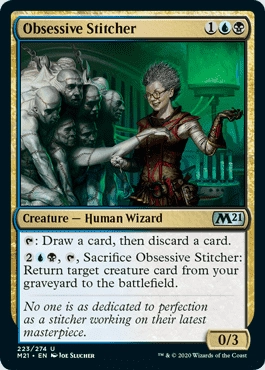 Obsessive Stitcher 1
Creature — Human Wizard M21
: Draw a card, then discard a card.
2, , Sacrifice Obsessive Stitcher:
Return target creature card from your
graveyard to the battlefield.
No one is as dedicated to perfection
as a stitcher working on their latest
masterpiece.
0/3
223/274 U
M21 • EN Joe Slucher
™ & © 2020 Wizards of the Coast